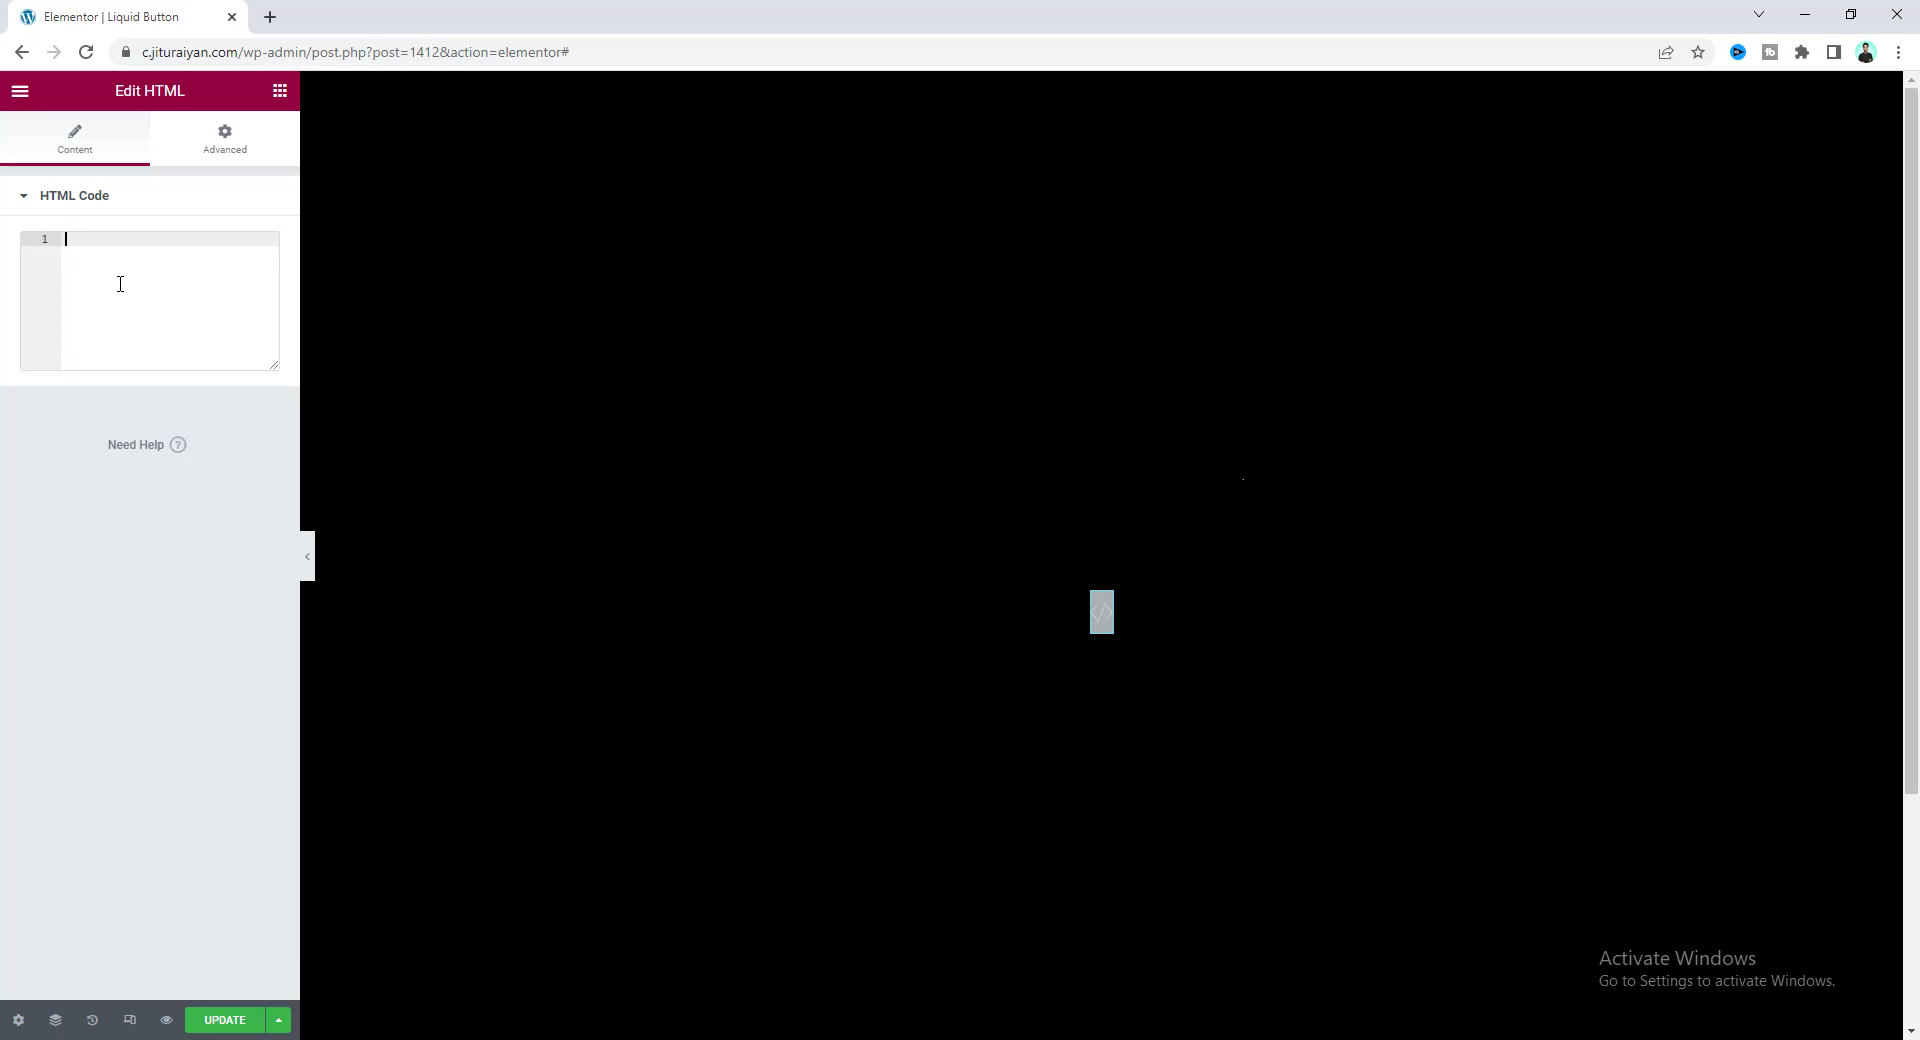 Elementor | Liquid Button
c.jituraiyan.com/wp-admin/post.php?post=1412&action=elementor#
Edit HTML
Content
Advanced
HTML Code
1
Need Help ?
UPDATE
Activate Windows
Go to Settings to activate Windows.